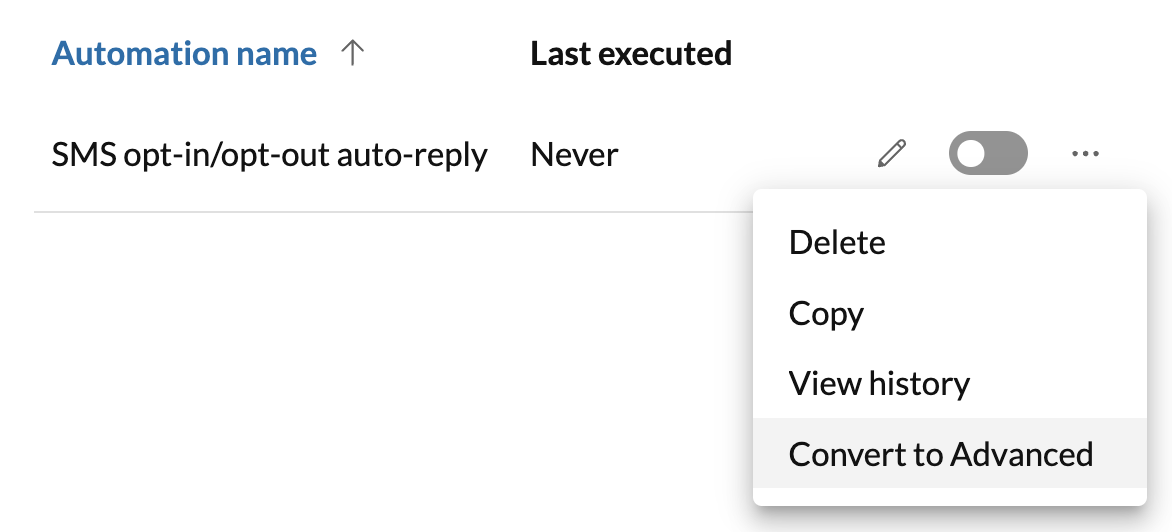 Automation name Last executed
SMS opt-in/opt-out auto-reply Never
Delete
Copy
View history
Convert to Advanced